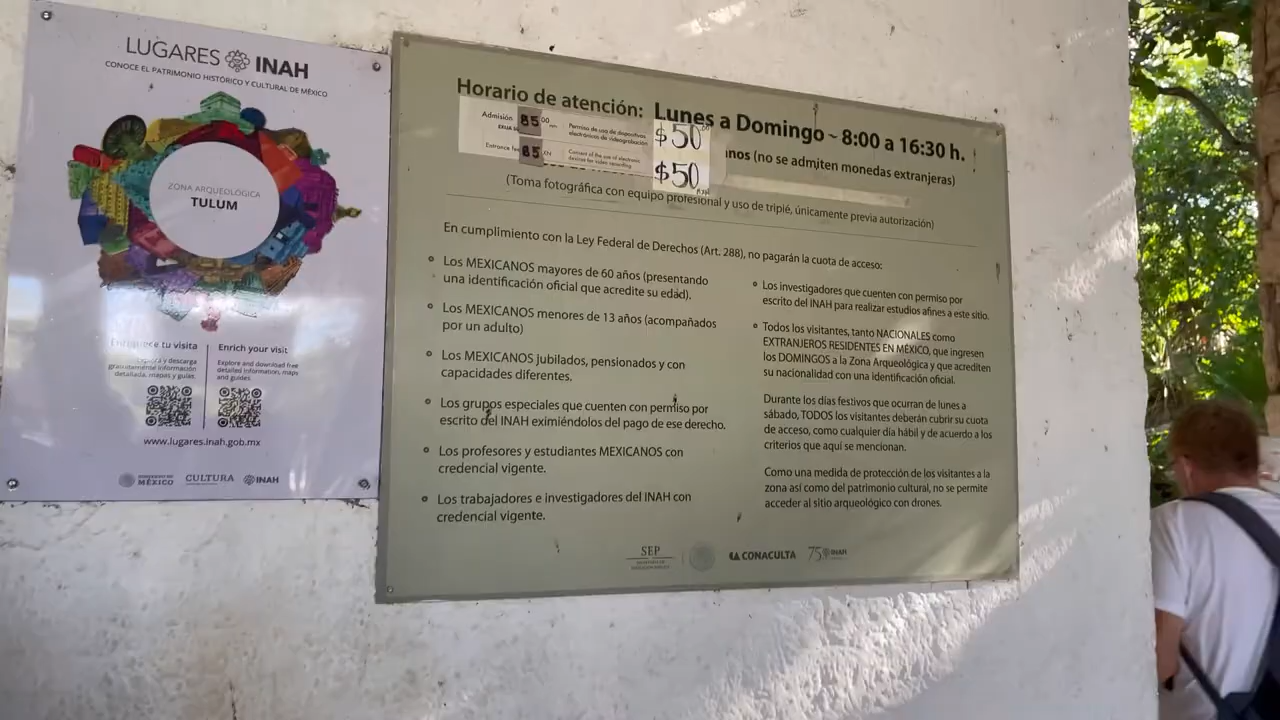 LUGARES INAH
CONOCE EL PATRIMONIO HISTÓRICO Y CULTURAL DE MÉXICO
ZONA ARQUEOLÓGICA
TULUM
tu visita
Explora y descarga
gratuitamente información
detallada, mapas y guías.
Enrich your visit
Explore and download free
detailed information, maps
and guides.
www.lugares.inah.gob.mx
MÉXICO
CULTURA
INAH
Horario de atención: Lunes a Domingo ~ 8:00 a 16:30 h.
Admisión 85.00
Permiso de uso de dispositivos
electrónicos de videograbación
$50.00
Entrance fee 85
Consent of the use of electronic
devices for video recording
$50
nos (no se admiten monedas extranjeras)
(Toma fotográfica con equipo profesional y uso de tripié, únicamente previa autorización)
En cumplimiento con la Ley Federal de Derechos (Art. 288), no pagarán la cuota de acceso:
Los MEXICANOS mayores de 60 años (presentando
una identificación oficial que acredite su edad).
Los MEXICANOS menores de 13 años (acompañados
por un adulto)
Los MEXICANOS jubilados, pensionados y con
capacidades diferentes.
Los grupos especiales que cuenten con permiso por
escrito del INAH eximiéndolos del pago de ese derecho.
Los profesores y estudiantes MEXICANOS con
credencial vigente.
Los trabajadores e investigadores del INAH con
credencial vigente.
Los investigadores que cuenten con permiso por
escrito del INAH para realizar estudios afines a este sitio.
Todos los visitantes, tanto NACIONALES como
EXTRANJEROS RESIDENTES EN MÉXICO, que ingresen
los DOMINGOS a la Zona Arqueológica y que acrediten
su nacionalidad con una identificación oficial.
Durante los días festivos que ocurran de lunes a
sábado, TODOS los visitantes deberán cubrir su cuota
de acceso, como cualquier día hábil y de acuerdo a los
criterios que aquí se mencionan.
Como una medida de protección de los visitantes a la
zona así como del patrimonio cultural, no se permite
acceder al sitio arqueológico con drones.
SEP
CONACULTA
75 INAH